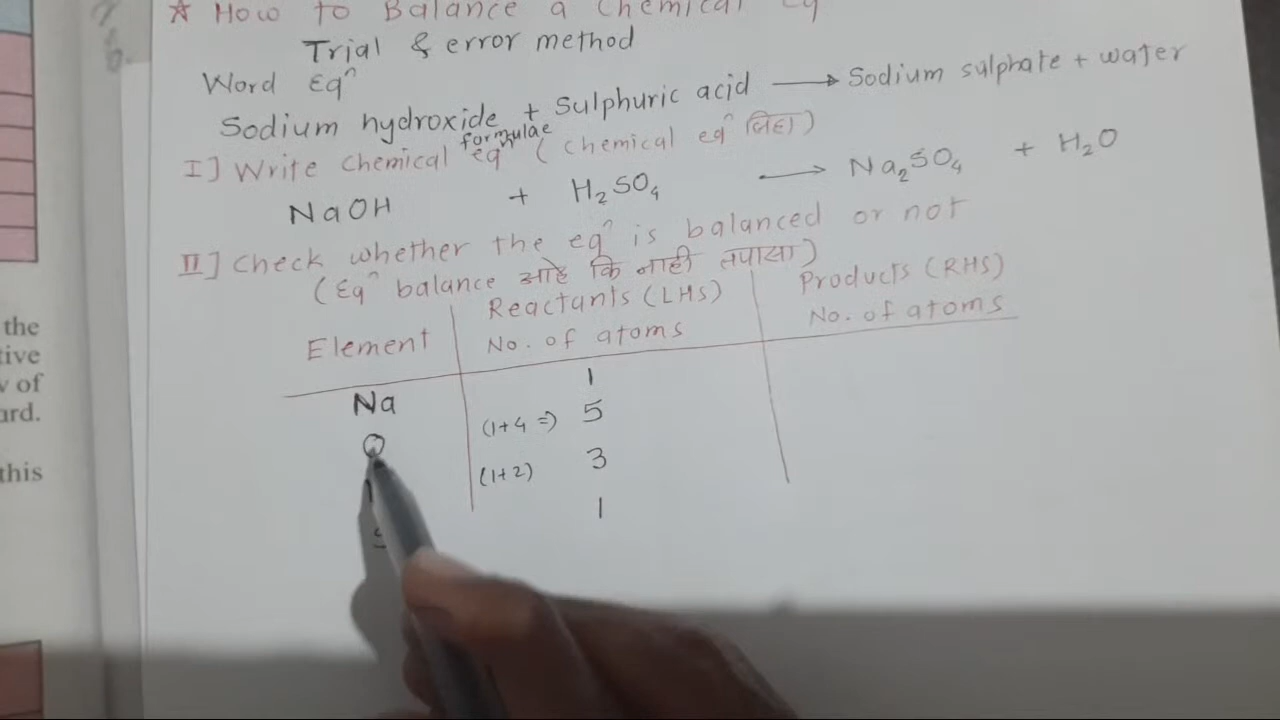 ☆ How to Balance a Chemical Eq
Trial & error method
Word Eqⁿ
Sodium hydroxide + Sulphuric acid ⟶ Sodium sulphate + water
I] Write chemical formulae eqⁿ ( chemical eqⁿ लिहा )
NaOH + H₂SO₄ ⟶ Na₂SO₄ + H₂O
II] Check whether the eqⁿ is balanced or not
(Eqⁿ balance आहे कि नाही तपासा)
Element | Reactants (LHS) No. of atoms | Products (RHS) No. of atoms
Na | 1
O | (1+4 =) 5
(1+2) 3
S | 1
the
tive
of
ard.
this